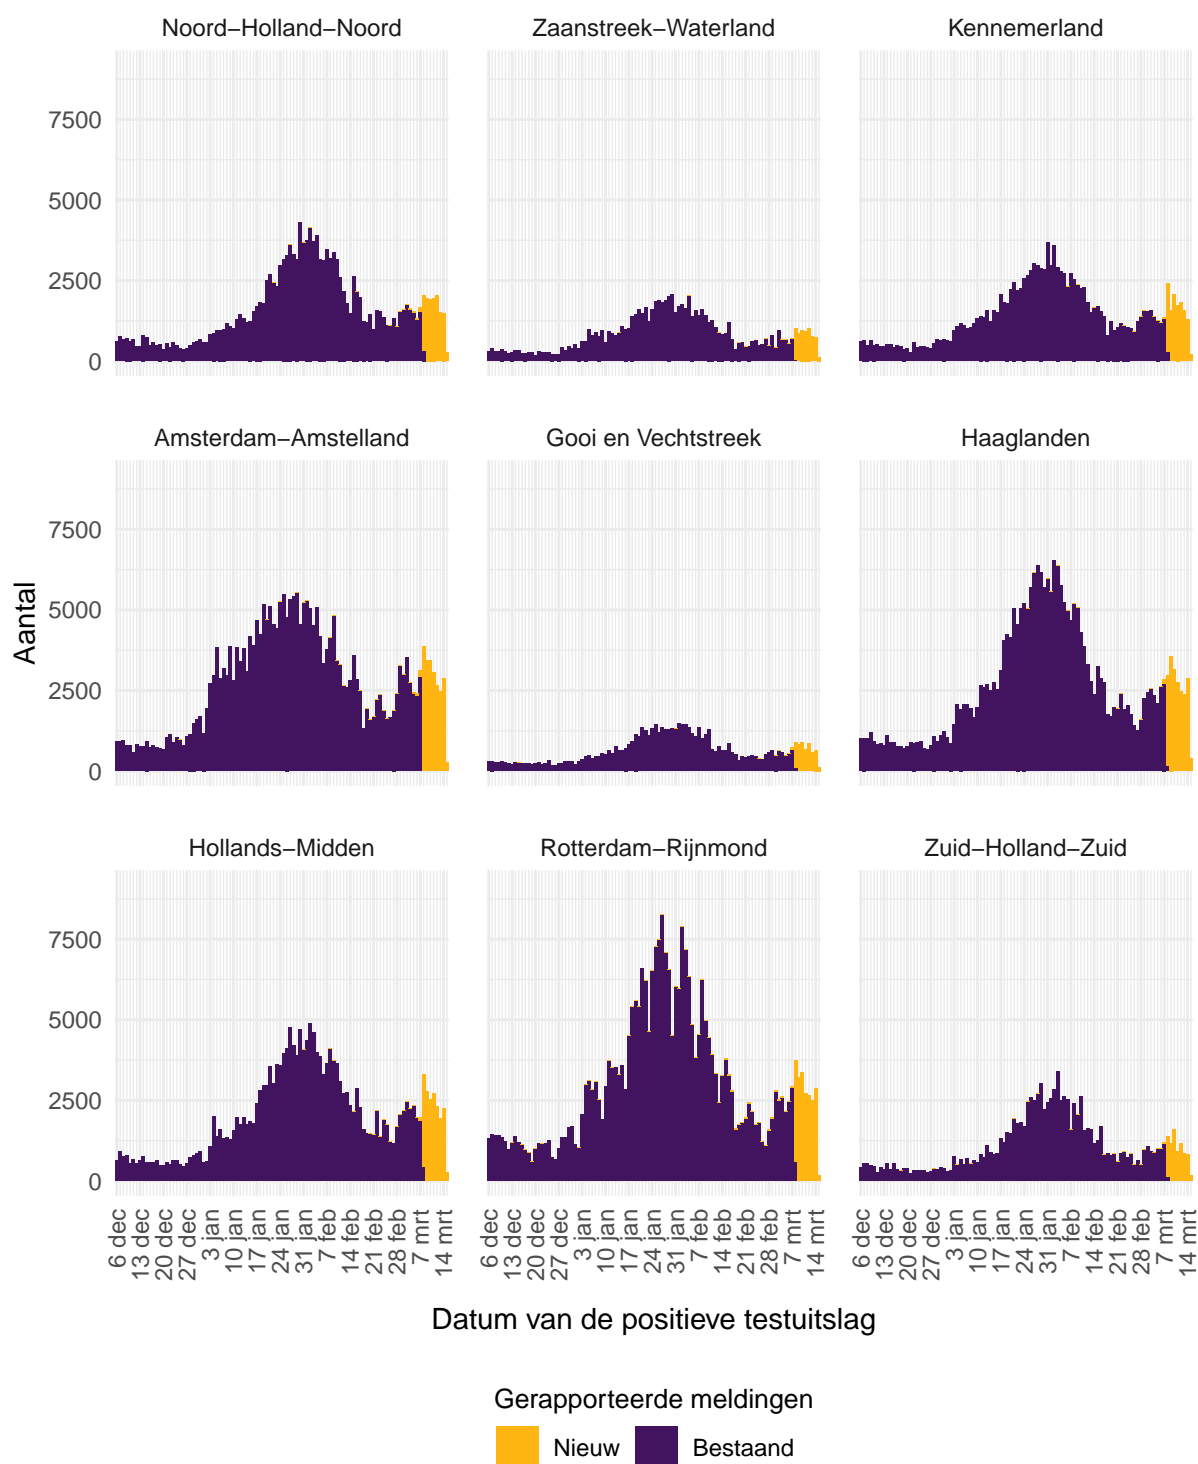 Noord−Holland−Noord Zaanstreek−Waterland Kennemerland
7500
5000
2500
0
Amsterdam−Amstelland Gooi en Vechtstreek Haaglanden
7500
5000
2500
0
Aantal
Hollands−Midden Rotterdam−Rijnmond Zuid−Holland−Zuid
7500
5000
2500
0
6 dec 13 dec 20 dec 27 dec 3 jan 10 jan 17 jan 24 jan 31 jan 7 feb 14 feb 21 feb 28 feb 7 mrt 14 mrt 6 dec 13 dec 20 dec 27 dec 3 jan 10 jan 17 jan 24 jan 31 jan 7 feb 14 feb 21 feb 28 feb 7 mrt 14 mrt 6 dec 13 dec 20 dec 27 dec 3 jan 10 jan 17 jan 24 jan 31 jan 7 feb 14 feb 21 feb 28 feb 7 mrt 14 mrt
Datum van de positieve testuitslag
Gerapporteerde meldingen
Nieuw Bestaand